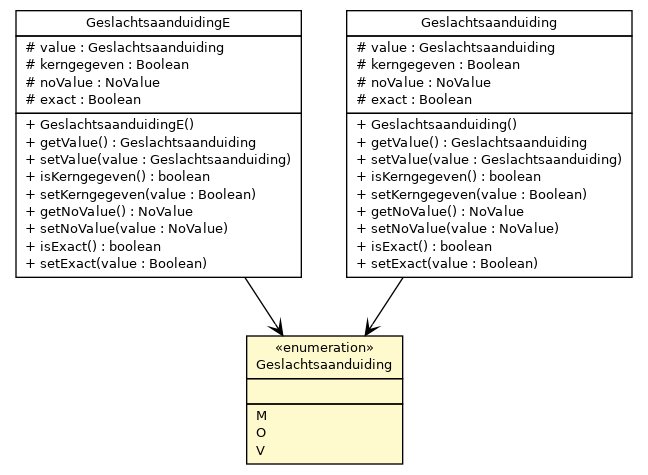 GeslachtsaanduidingE
# value : Geslachtsaanduiding
# kerngegeven : Boolean
# noValue : NoValue
# exact : Boolean
+ GeslachtsaanduidingE()
+ getValue() : Geslachtsaanduiding
+ setValue(value : Geslachtsaanduiding)
+ isKerngegeven() : boolean
+ setKerngegeven(value : Boolean)
+ getNoValue() : NoValue
+ setNoValue(value : NoValue)
+ isExact() : boolean
+ setExact(value : Boolean)
Geslachtsaanduiding
# value : Geslachtsaanduiding
# kerngegeven : Boolean
# noValue : NoValue
# exact : Boolean
+ Geslachtsaanduiding()
+ getValue() : Geslachtsaanduiding
+ setValue(value : Geslachtsaanduiding)
+ isKerngegeven() : boolean
+ setKerngegeven(value : Boolean)
+ getNoValue() : NoValue
+ setNoValue(value : NoValue)
+ isExact() : boolean
+ setExact(value : Boolean)
«enumeration»
Geslachtsaanduiding
M
O
V